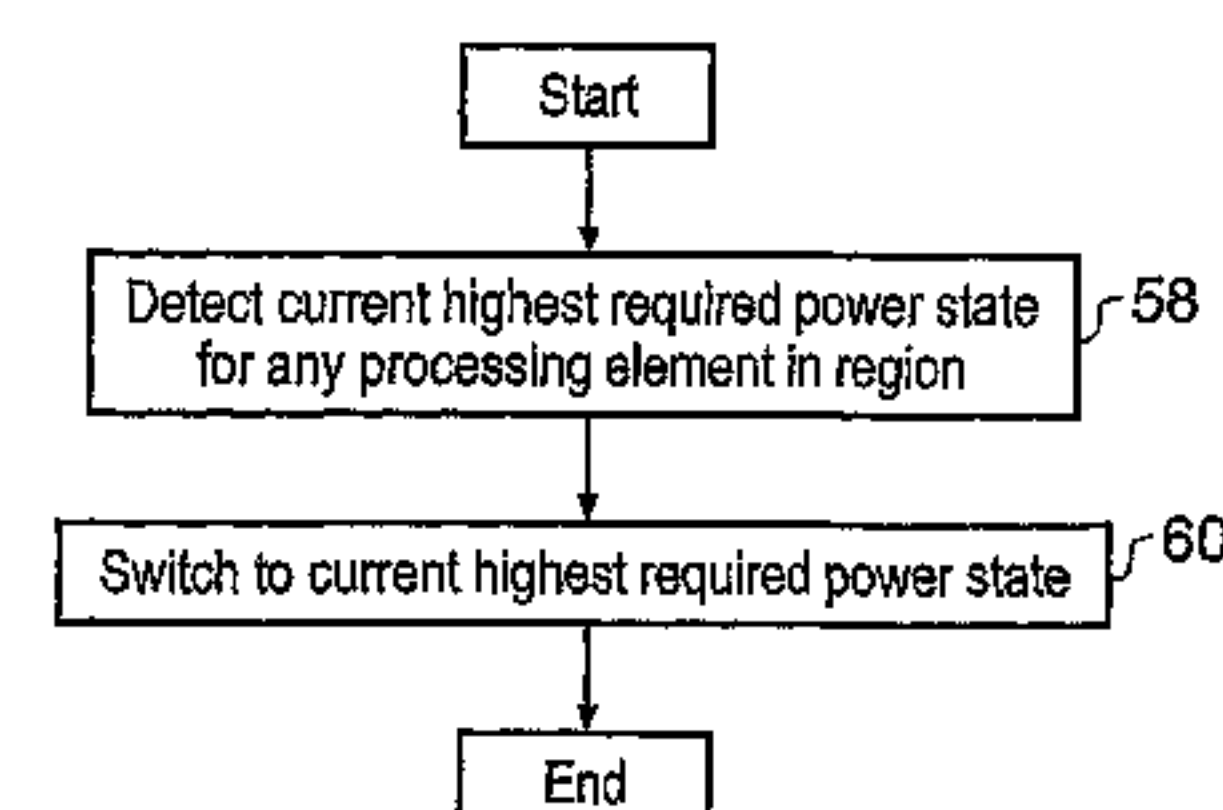 Start
Detect current highest required power state
for any processing element in region
58
Switch to current highest required power state
60
End